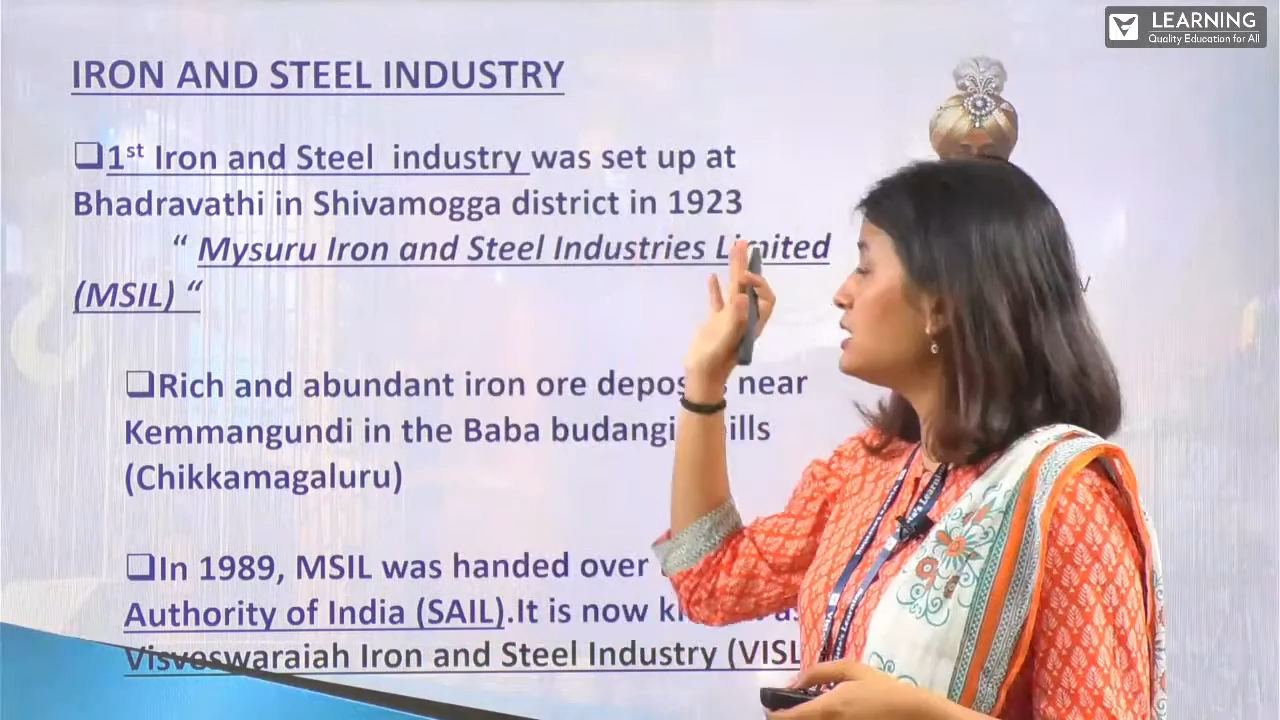 LEARNING
Quality Education for All
IRON AND STEEL INDUSTRY
❑1st Iron and Steel industry was set up at
Bhadravathi in Shivamogga district in 1923
“ Mysuru Iron and Steel Industries Limited
(MSIL) “
❑Rich and abundant iron ore near
Kemmangundi in the Baba
(Chikkamagaluru)
❑In 1989, MSIL was handed over
Authority of India (SAIL).It is now
Visveswaraiah Iron and Steel Industry (VISL